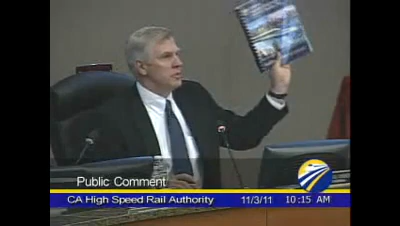 Public Comment
CA High Speed Rail Authority 11/3/11 10:15 AM